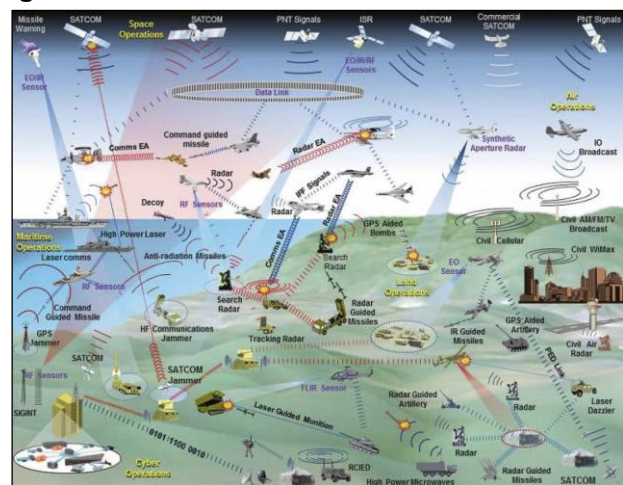 Missile
Warning
SATCOM
Space
Operations
SATCOM
PNT Signals
ISR
SATCOM
Commercial
SATCOM
PNT Signals
EO/IR
Sensor
EO/IR/RF
Sensors
Data Link
Air
Operations
Comms EA
Command guided
missile
Radar EA
Synthetic
Aperture Radar
IO
Broadcast
Radar
RF Sensors
IFF Signals
Decoy
Radar
Radar EA
Civil AM/FM/TV
Broadcast
Maritime
Operations
High Power Laser
GPS Aided
Bombs
Civil Cellular
Laser comms
Anti-radiation Missiles
Comms EA
Search
Radar
EO
Sensor
Civil WiMax
RF Sensors
Land
Operations
Command
Guided Missile
Search
Radar
Radar
Guided
Missiles
GPS
Jammer
HF Communications
Jammer
Tracking Radar
IR Guided
Missiles
GPS Aided
Artillery
Civil Air
Radar
SATCOM
SATCOM
Jammer
PED Link
RF Sensors
FLIR Sensor
Radar Guided
Artillery
Radar
Laser
Dazzler
SIGINT
Laser Guided Munition
0101 1100 0010
Radar
Cyber
Operations
RCIED
High Power Microwaves
Radar Guided
Missiles
SATCOM